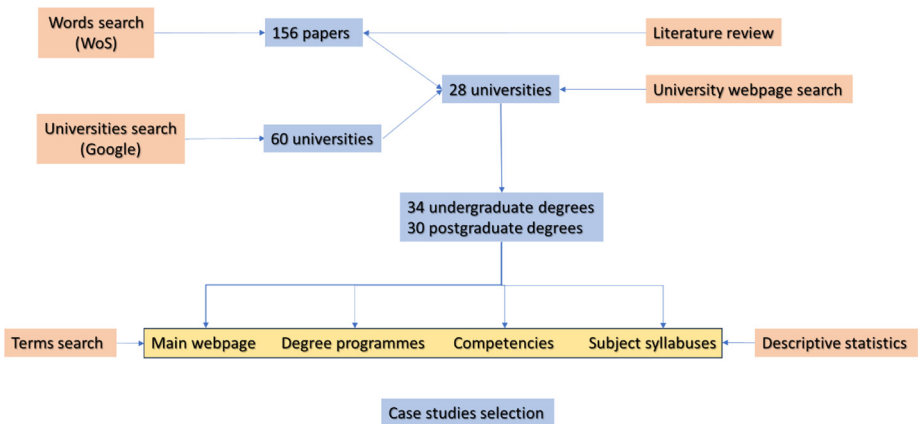 Words search
(WoS)
156 papers
Literature review
28 universities
University webpage search
Universities search
(Google)
60 universities
34 undergraduate degrees
30 postgraduate degrees
Terms search
Main webpage
Degree programmes
Competencies
Subject syllabuses
Descriptive statistics
Case studies selection